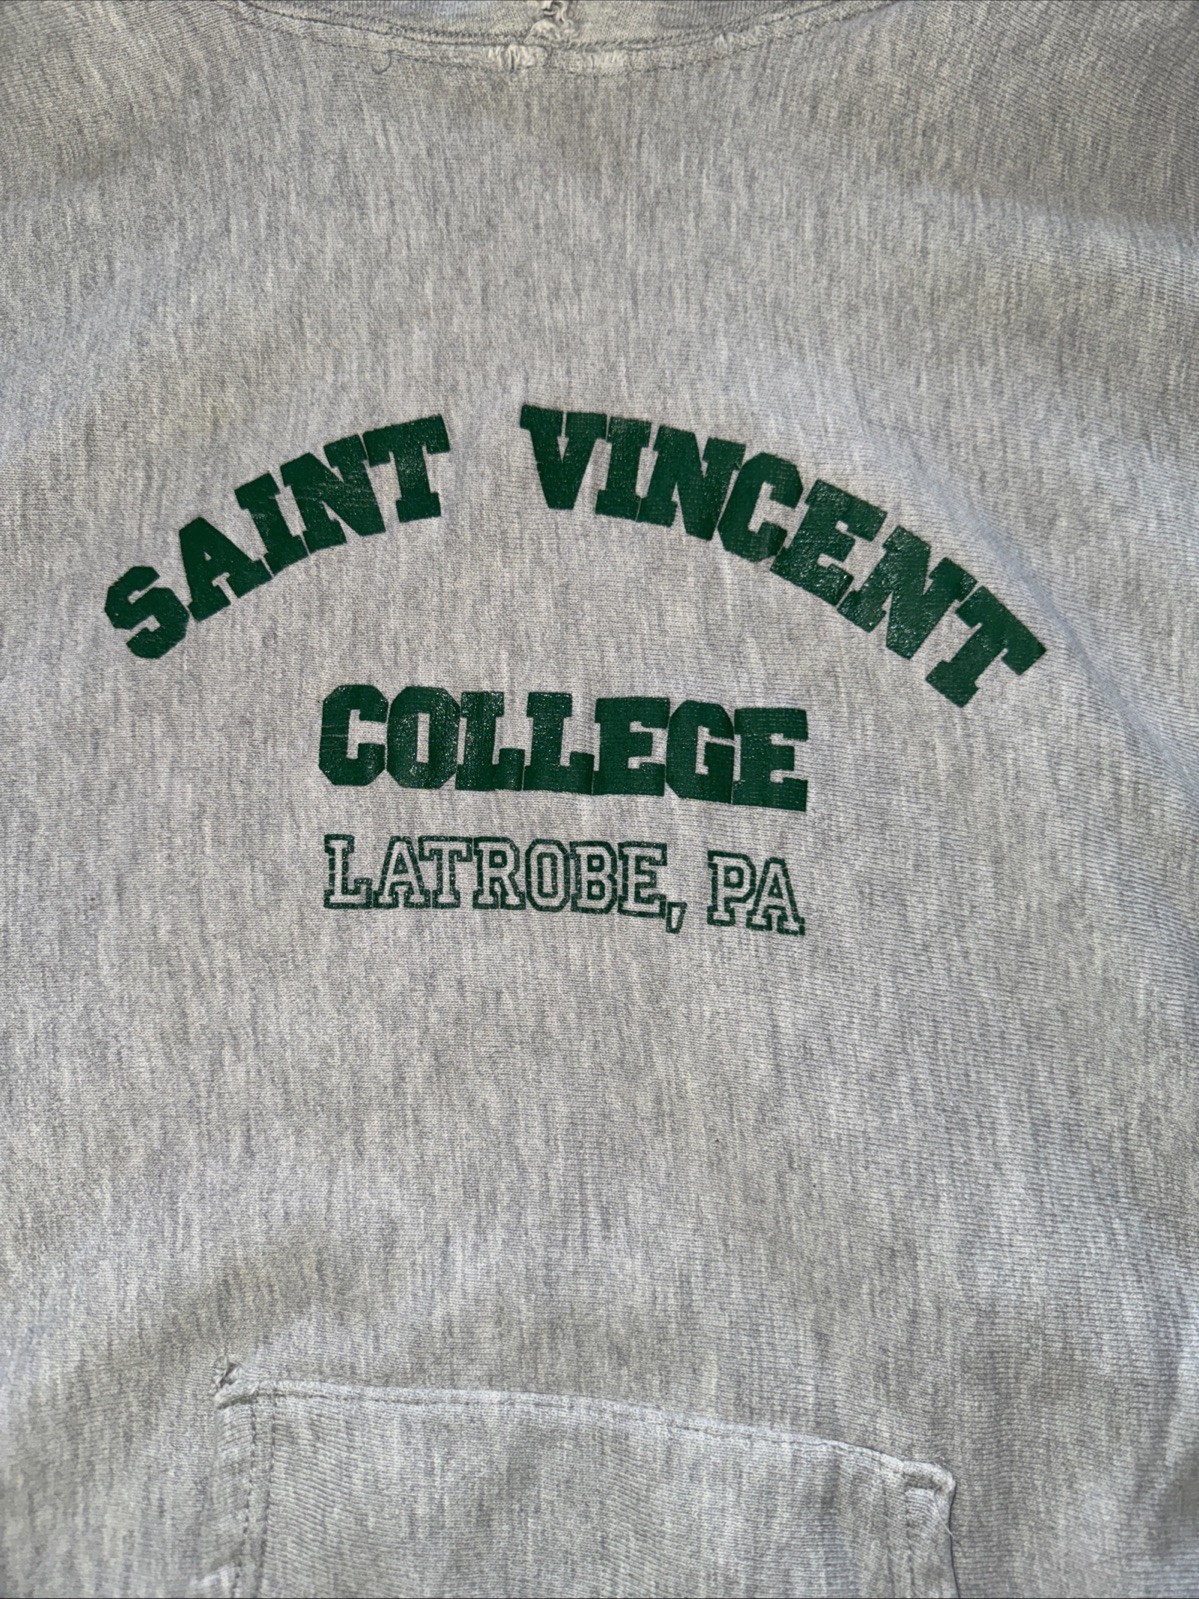 SAINT VINCENT
COLLEGE
LATROBE, PA